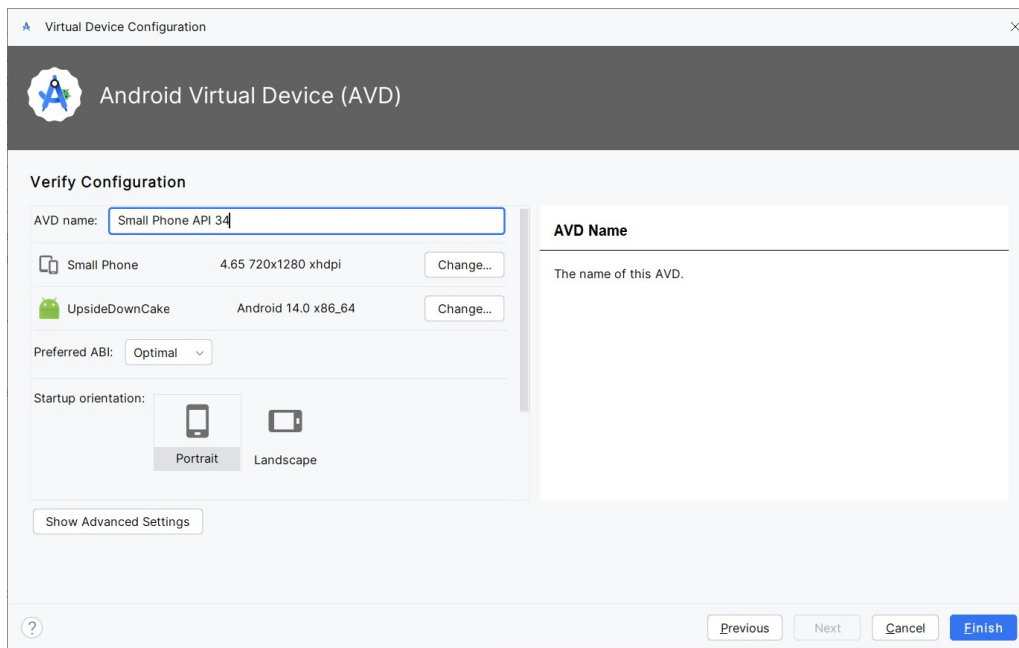 Virtual Device Configuration
Android Virtual Device (AVD)
Verify Configuration
AVD name: Small Phone API 34
Small Phone 4.65 720x1280 xhdpi Change...
UpsideDownCake Android 14.0 x86_64 Change...
Preferred ABI: Optimal
Startup orientation:
Portrait
Landscape
Show Advanced Settings
AVD Name
The name of this AVD.
? Previous Next Cancel Finish